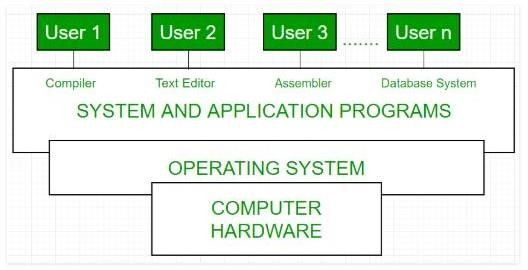 User 1 User 2 User 3 ....... User n
Compiler Text Editor Assembler Database System
SYSTEM AND APPLICATION PROGRAMS
OPERATING SYSTEM
COMPUTER
HARDWARE